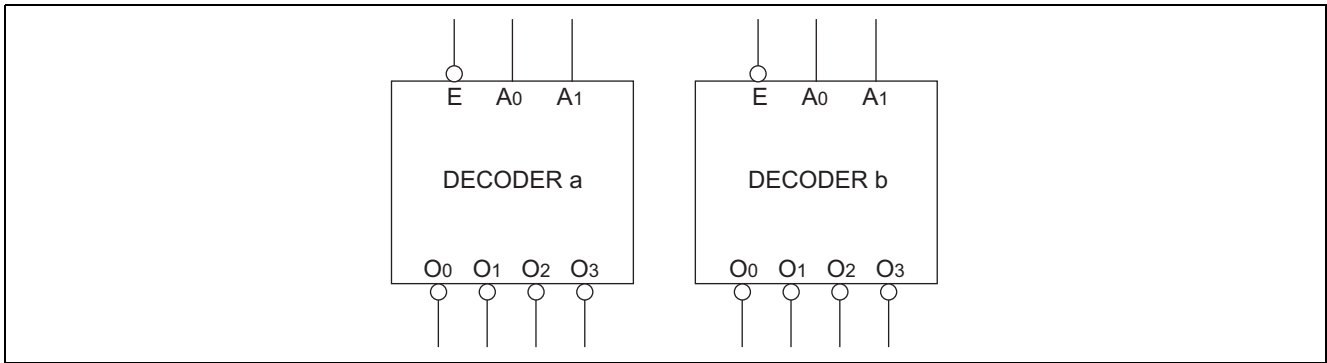 E A0 A1 E A0 A1
DECODER a DECODER b
O0 O1 O2 O3 O0 O1 O2 O3